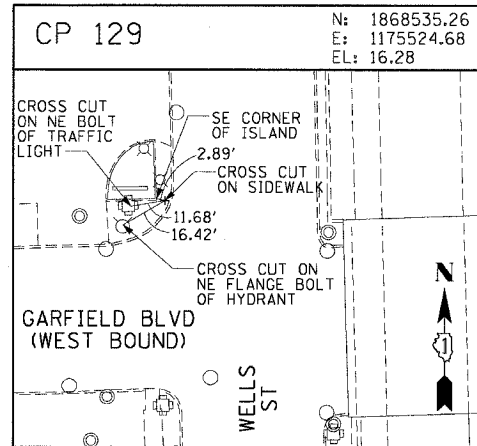 CP 129
N: 1868535.26
E: 1175524.68
EL: 16.28
CROSS CUT
ON NE BOLT
OF TRAFFIC
LIGHT
SE CORNER
OF ISLAND
2.89'
CROSS CUT
ON SIDEWALK
11.68'
16.42'
CROSS CUT ON
NE FLANGE BOLT
OF HYDRANT
GARFIELD BLVD
(WEST BOUND)
WELLS
ST
N
1